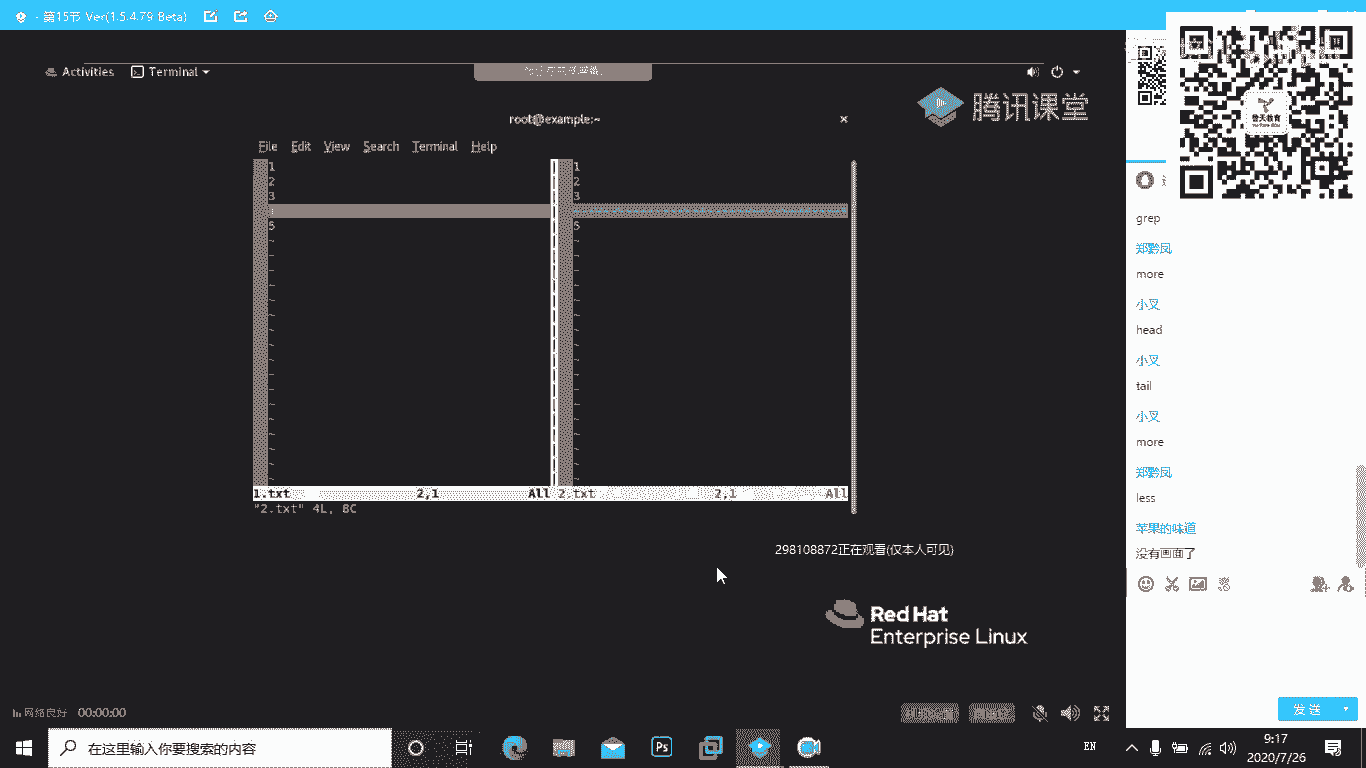 · 第15节 Ver(1.5.4.79 Beta)
Activities
Terminal
腾讯课堂
root@example:~
×
File Edit View Search Terminal Help
1
2
3
5
~
1
2
3
5
~
1.txt 2,1 All 2.txt 2,1 All
"2.txt" 4L, 8C
298108872正在观看(仅本人可见)
Red Hat
Enterprise Linux
grep
郑黔凤
more
小叉
head
小叉
tail
小叉
more
郑黔凤
less
苹果的味道
没有画面了
发送
网络良好 00:00:00
在这里输入你要搜索的内容
Ps
EN
9:17
2020/7/26